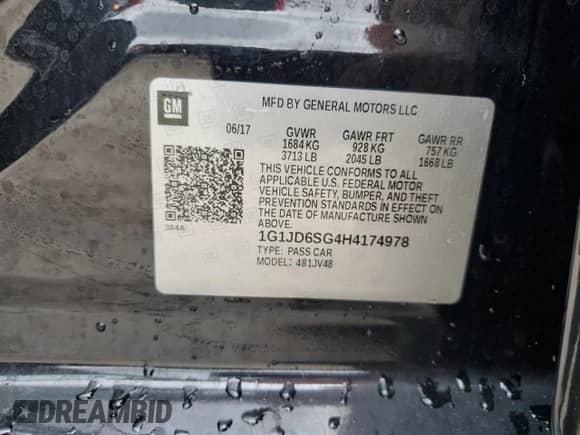 GM
MFD BY GENERAL MOTORS LLC
06/17 GVWR GAWR FRT GAWR RR
1684 KG 928 KG 757 KG
3713 LB 2045 LB 1668 LB
THIS VEHICLE CONFORMS TO ALL
APPLICABLE U.S. FEDERAL MOTOR
VEHICLE SAFETY, BUMPER, AND THEFT
PREVENTION STANDARDS IN EFFECT ON
THE DATE OF MANUFACTURE SHOWN
ABOVE.
384A
1G1JD6SG4H4174978
TYPE: PASS CAR
MODEL: 481JV48
DREAMBID